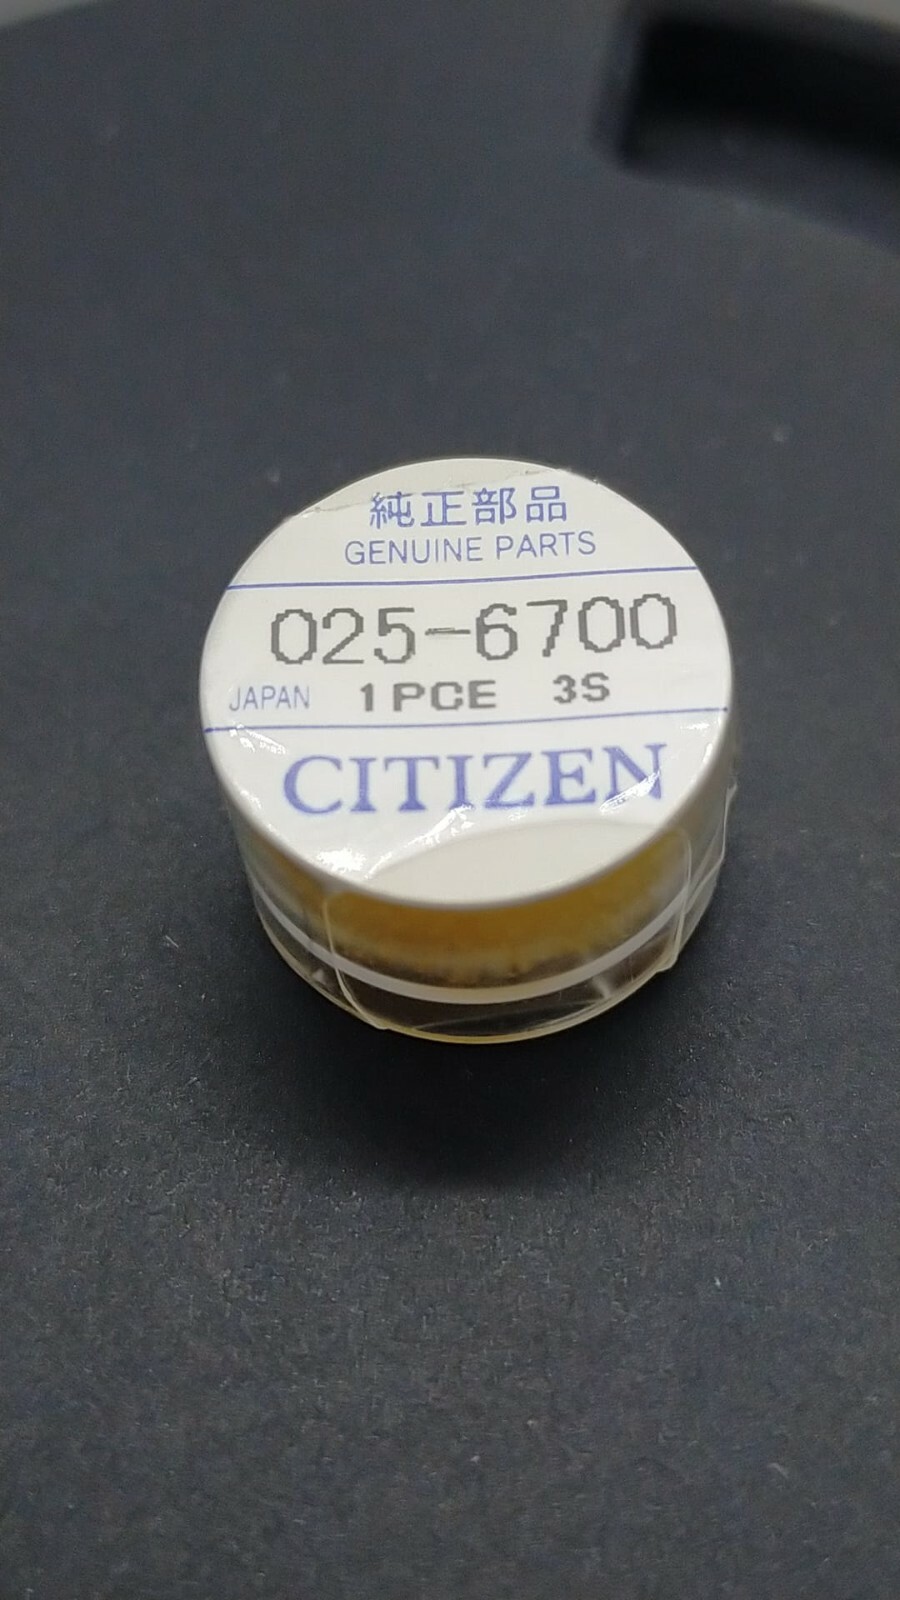 純正部品
GENUINE PARTS
025-6700
JAPAN 1PCE 3S
CITIZEN